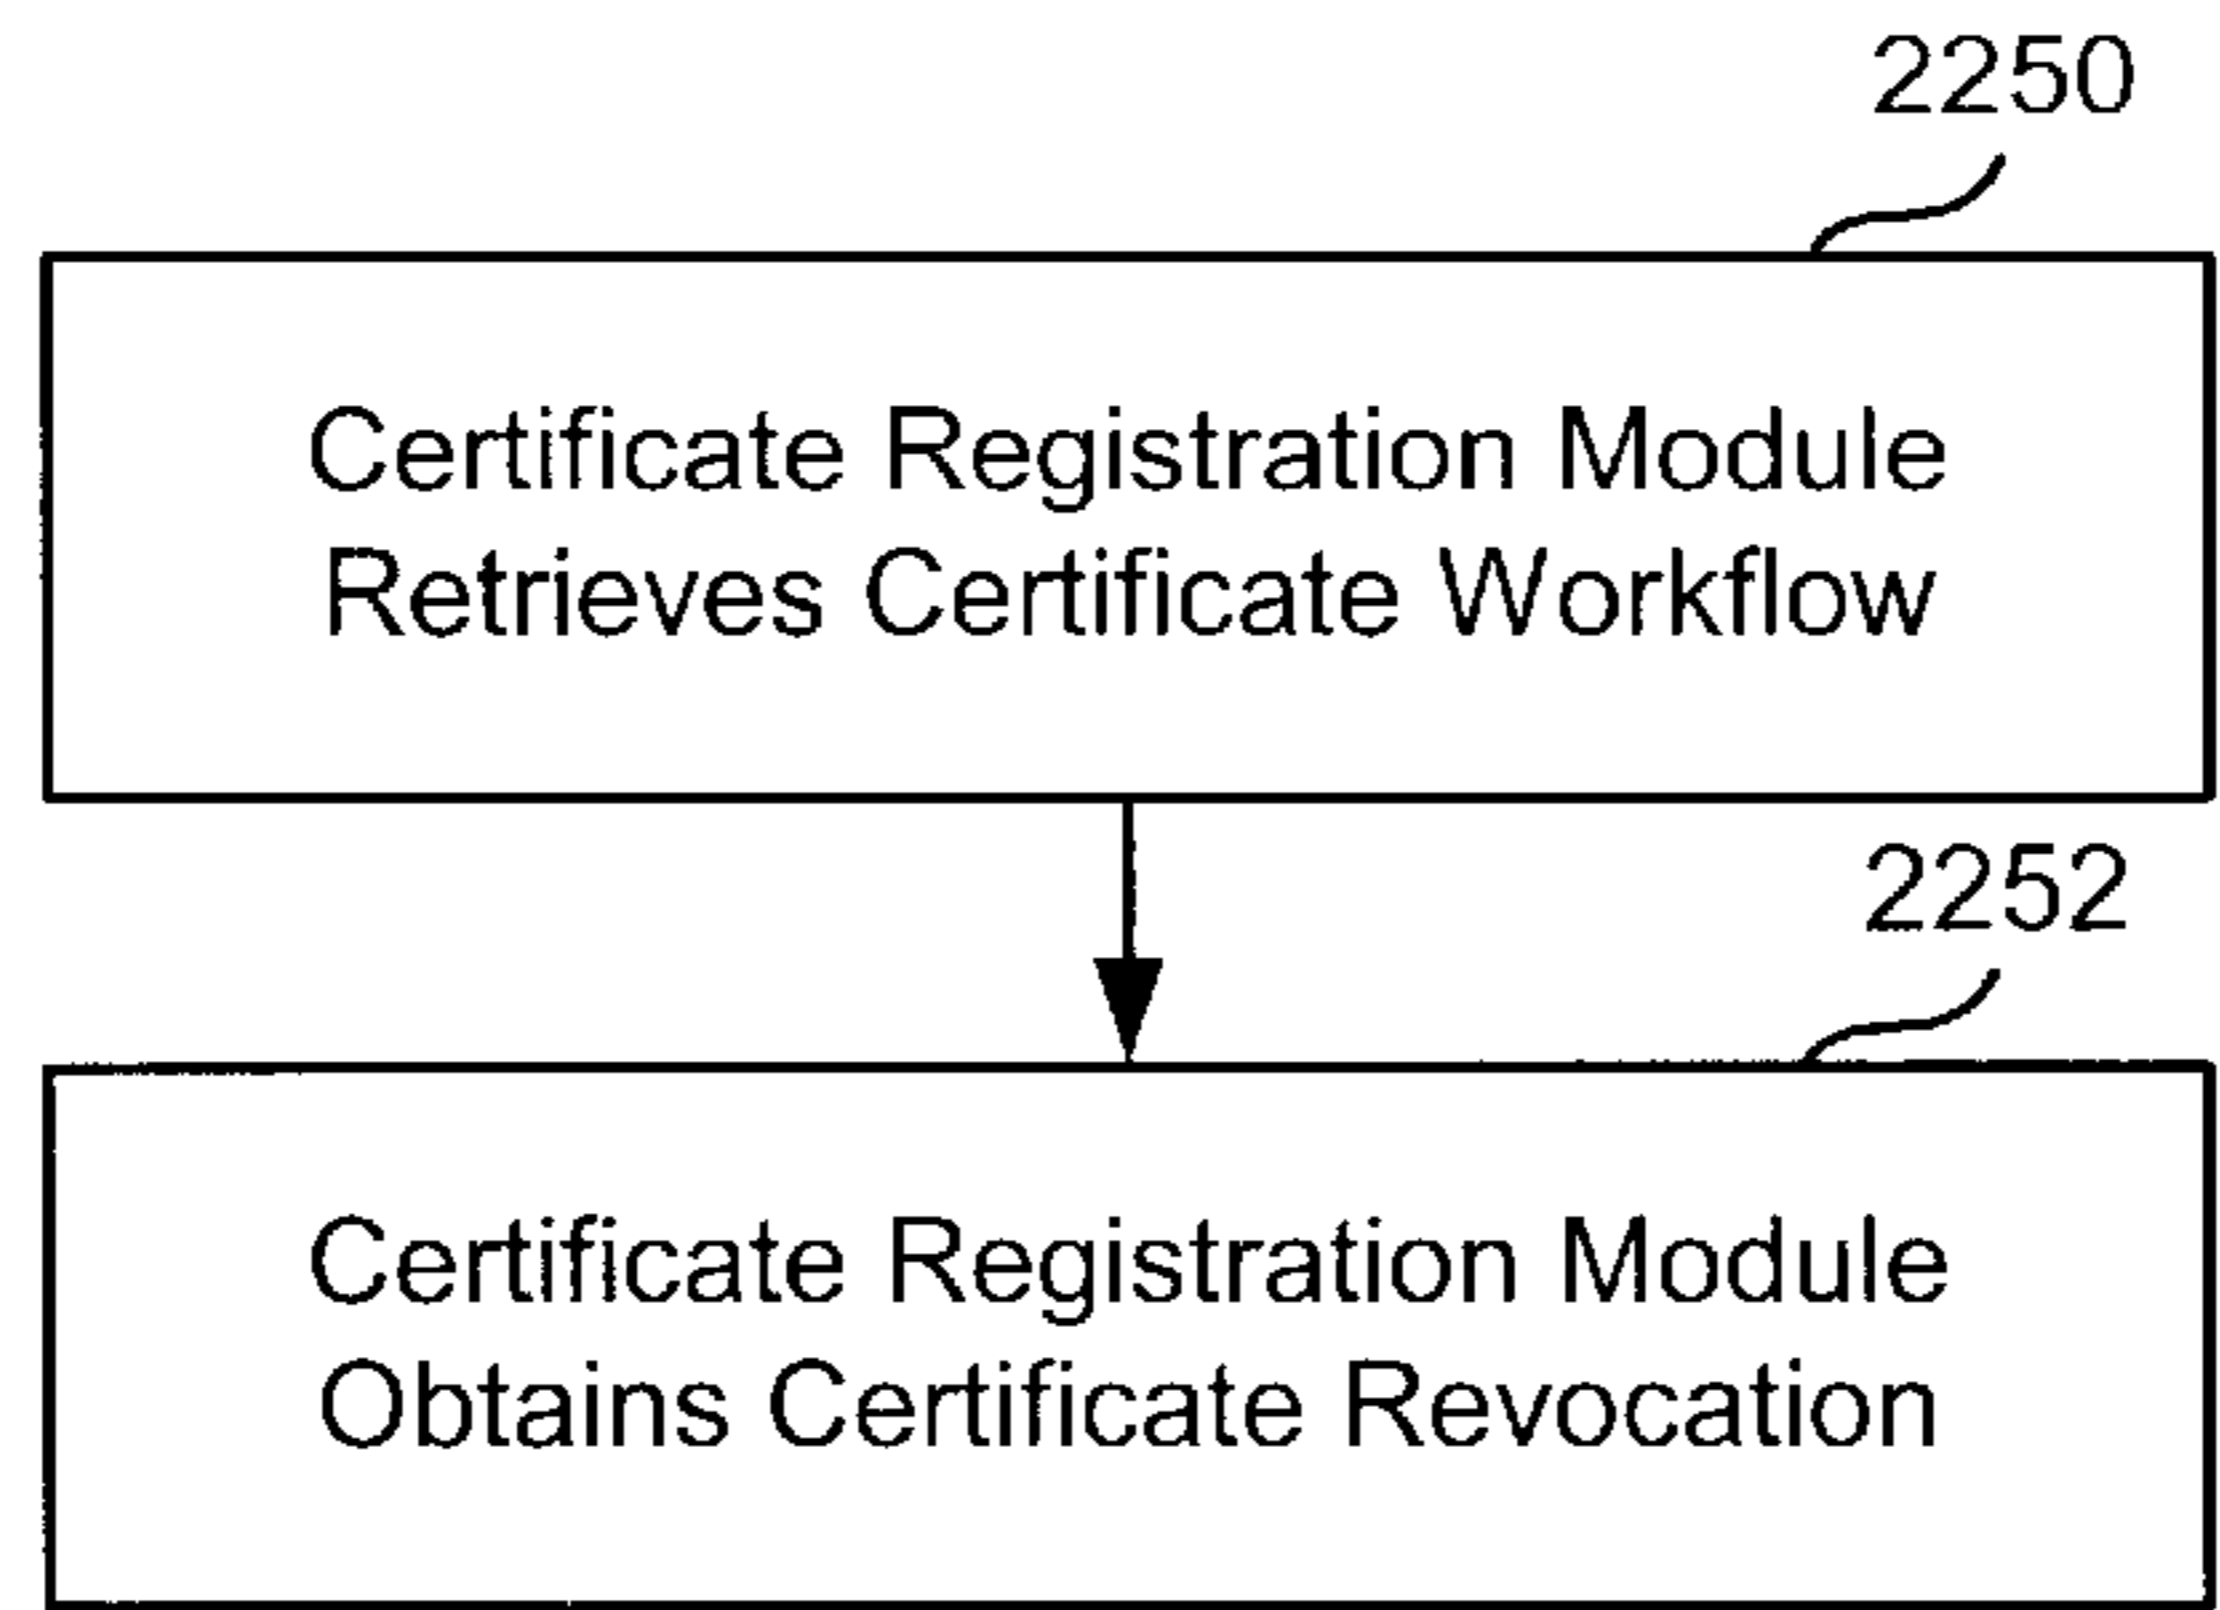 2250
Certificate Registration Module
Retrieves Certificate Workflow
2252
Certificate Registration Module
Obtains Certificate Revocation